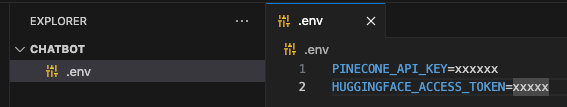 EXPLORER
...
CHATBOT
.env
.env
.env
1 PINECONE_API_KEY=xxxxxx
2 HUGGINGFACE_ACCESS_TOKEN=xxxxx